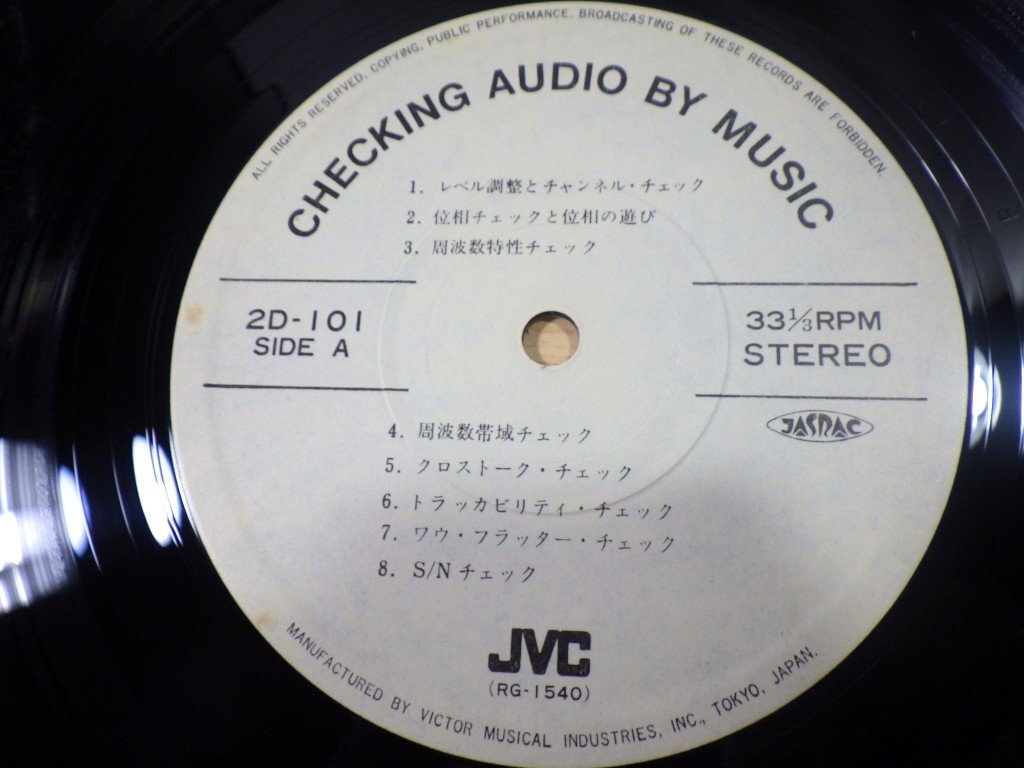 ALL RIGHTS RESERVED. COPYING, PUBLIC PERFORMANCE, BROADCASTING OF THESE RECORDS ARE FORBIDDEN.
CHECKING AUDIO BY MUSIC
1. レベル調整とチャンネル・チェック
2. 位相チェックと位相の遊び
3. 周波数特性チェック
2D-101
SIDE A
33⅓RPM
STEREO
JASRAC
4. 周波数帯域チェック
5. クロストーク・チェック
6. トラッカビリティ・チェック
7. ワウ・フラッター・チェック
8. S/Nチェック
JVC
(RG-1540)
MANUFACTURED BY VICTOR MUSICAL INDUSTRIES, INC., TOKYO, JAPAN.